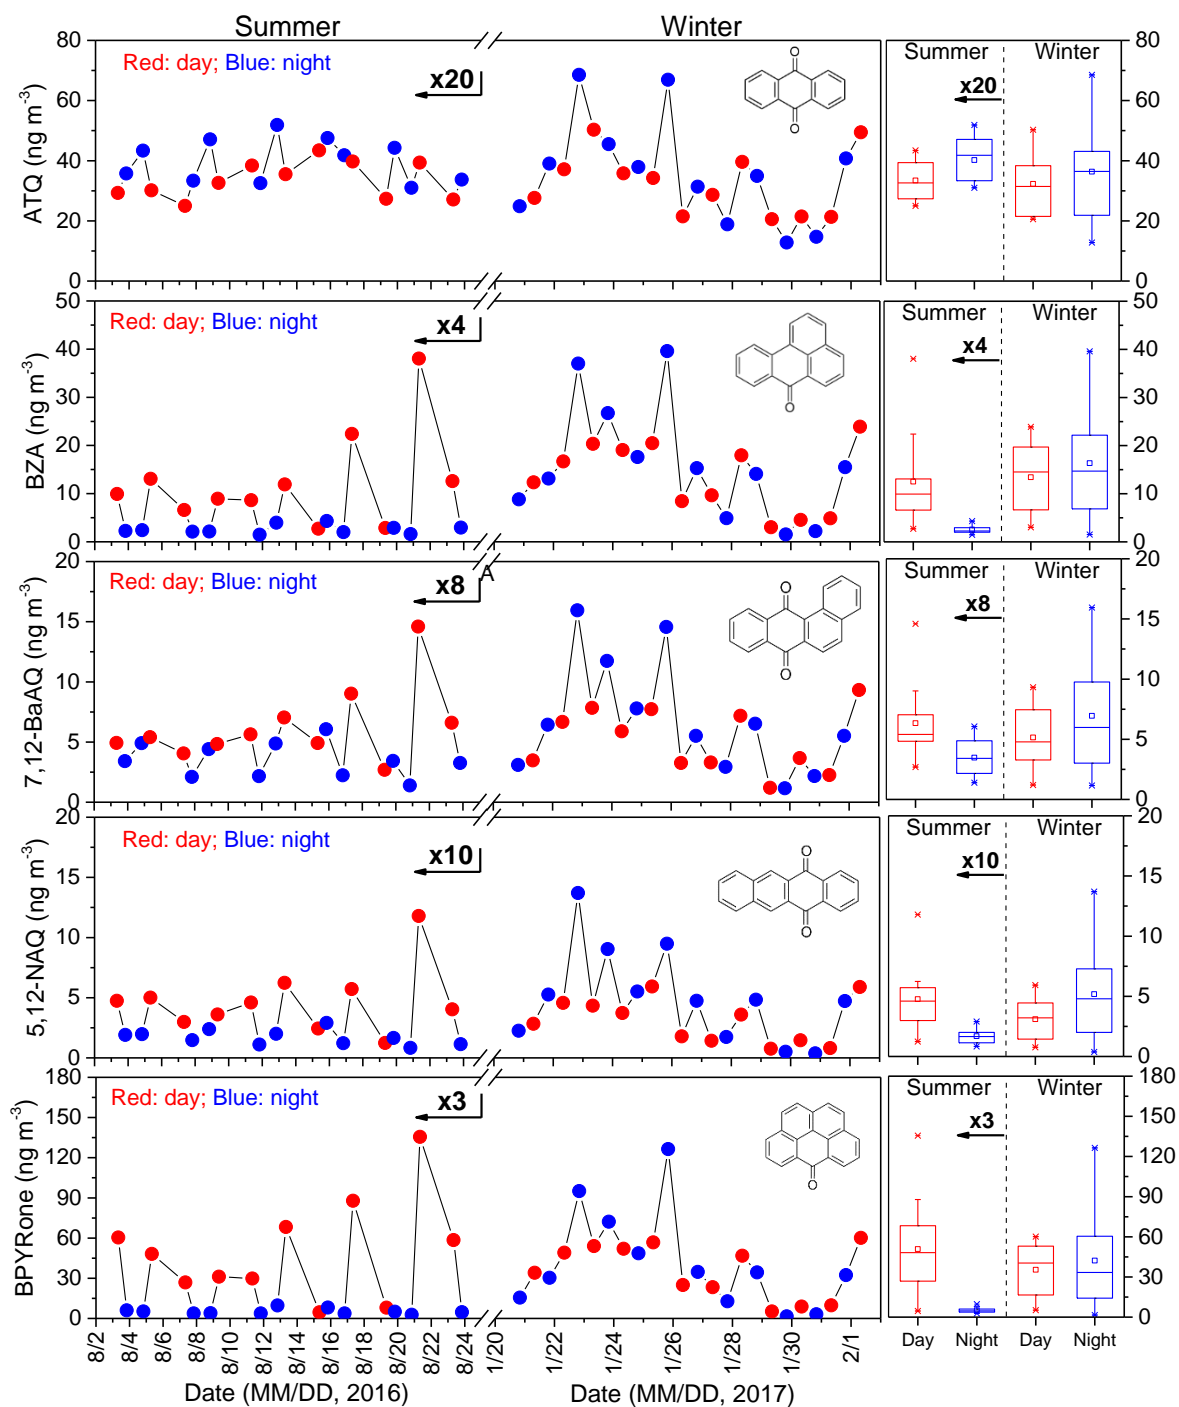 Summer Winter
Red: day; Blue: night
x20
ATQ (ng m-3)
80
60
40
20
0
Summer Winter
x20
80
60
40
20
0
O
O
Red: day; Blue: night
x4
BZA (ng m-3)
50
40
30
20
10
0
O
Summer Winter
x4
50
40
30
20
10
0
Red: day; Blue: night
x8
A
7,12-BaAQ (ng m-3)
20
15
10
5
0
O
O
Summer Winter
x8
20
15
10
5
0
Red: day; Blue: night
x10
5,12-NAQ (ng m-3)
20
15
10
5
0
O
O
Summer Winter
x10
20
15
10
5
0
Red: day; Blue: night
x3
BPYRone (ng m-3)
180
150
120
90
60
30
0
O
Summer Winter
x3
180
150
120
90
60
30
0
8/2 8/4 8/6 8/8 8/10 8/12 8/14 8/16 8/18 8/20 8/22 8/24 1/20 1/22 1/24 1/26 1/28 1/30 2/1
Day Night Day Night
Date (MM/DD, 2016) Date (MM/DD, 2017)